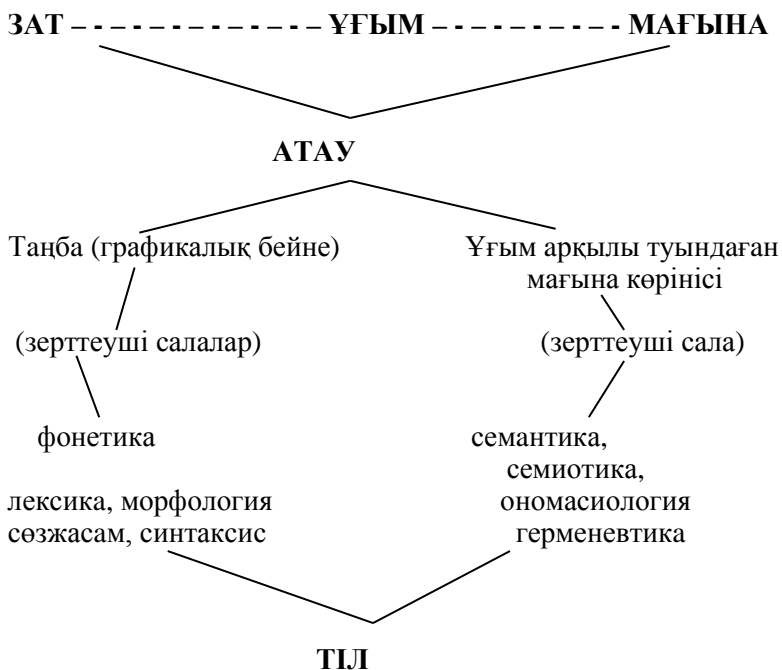 ЗАТ – - - - - - - - - - - – ҰҒЫМ – - - - - - - - - МАҒЫНА
АТАУ
Таңба (графикалық бейне) Ұғым арқылы туындаған
мағына көрінісі
(зерттеуші салалар) (зерттеуші сала)
фонетика семантика,
семиотика,
лексика, морфология ономасиология
сөзжасам, синтаксис герменевтика
ТІЛ